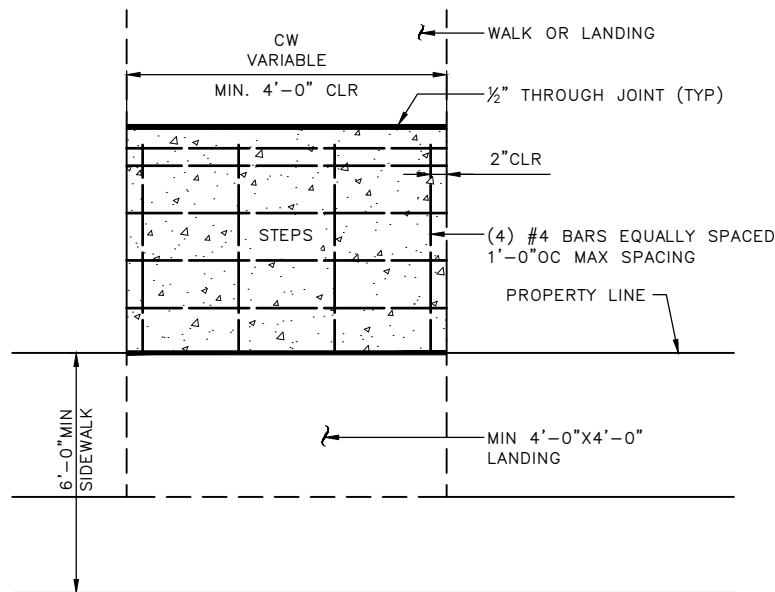 CW
VARIABLE
MIN. 4'-0" CLR
WALK OR LANDING
½" THROUGH JOINT (TYP)
2"CLR
STEPS
(4) #4 BARS EQUALLY SPACED
1'-0"OC MAX SPACING
PROPERTY LINE
6'-0"MIN
SIDEWALK
MIN 4'-0"X4'-0"
LANDING